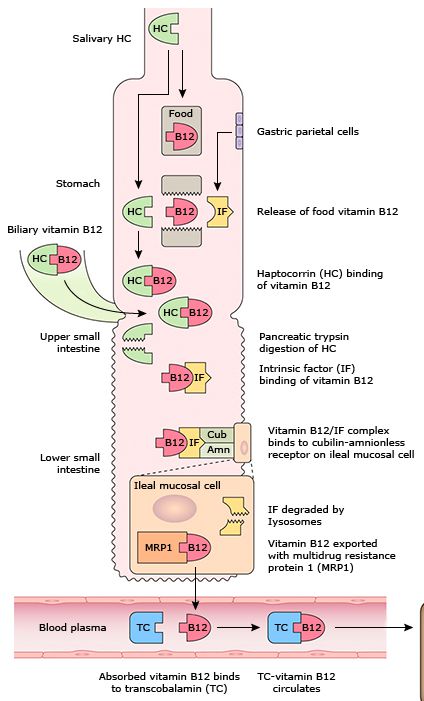 Salivary HC
HC
Food
B12
Gastric parietal cells
Stomach
HC
B12
IF
Release of food vitamin B12
Biliary vitamin B12
HC
B12
HC
B12
Haptocorrin (HC) binding
of vitamin B12
HC
B12
Upper small
intestine
Pancreatic trypsin
digestion of HC
B12
IF
Intrinsic factor (IF)
binding of vitamin B12
B12
IF
Cub
Amn
Vitamin B12/IF complex
binds to cubilin-amnionless
receptor on ileal mucosal cell
Lower small
intestine
Ileal mucosal cell
IF degraded by
lysosomes
MRP1
B12
Vitamin B12 exported
with multidrug resistance
protein 1 (MRP1)
Blood plasma
TC
B12
TC
B12
Absorbed vitamin B12 binds
to transcobalamin (TC)
TC-vitamin B12
circulates